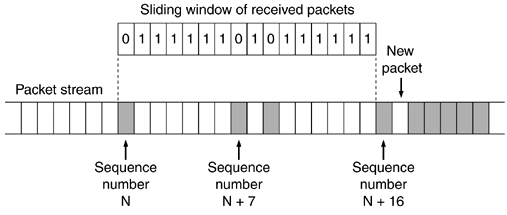 Sliding window of received packets
0 1 1 1 1 1 1 0 1 0 1 1 1 1 1 1
New
packet
Packet stream
Sequence
number
N
Sequence
number
N + 7
Sequence
number
N + 16